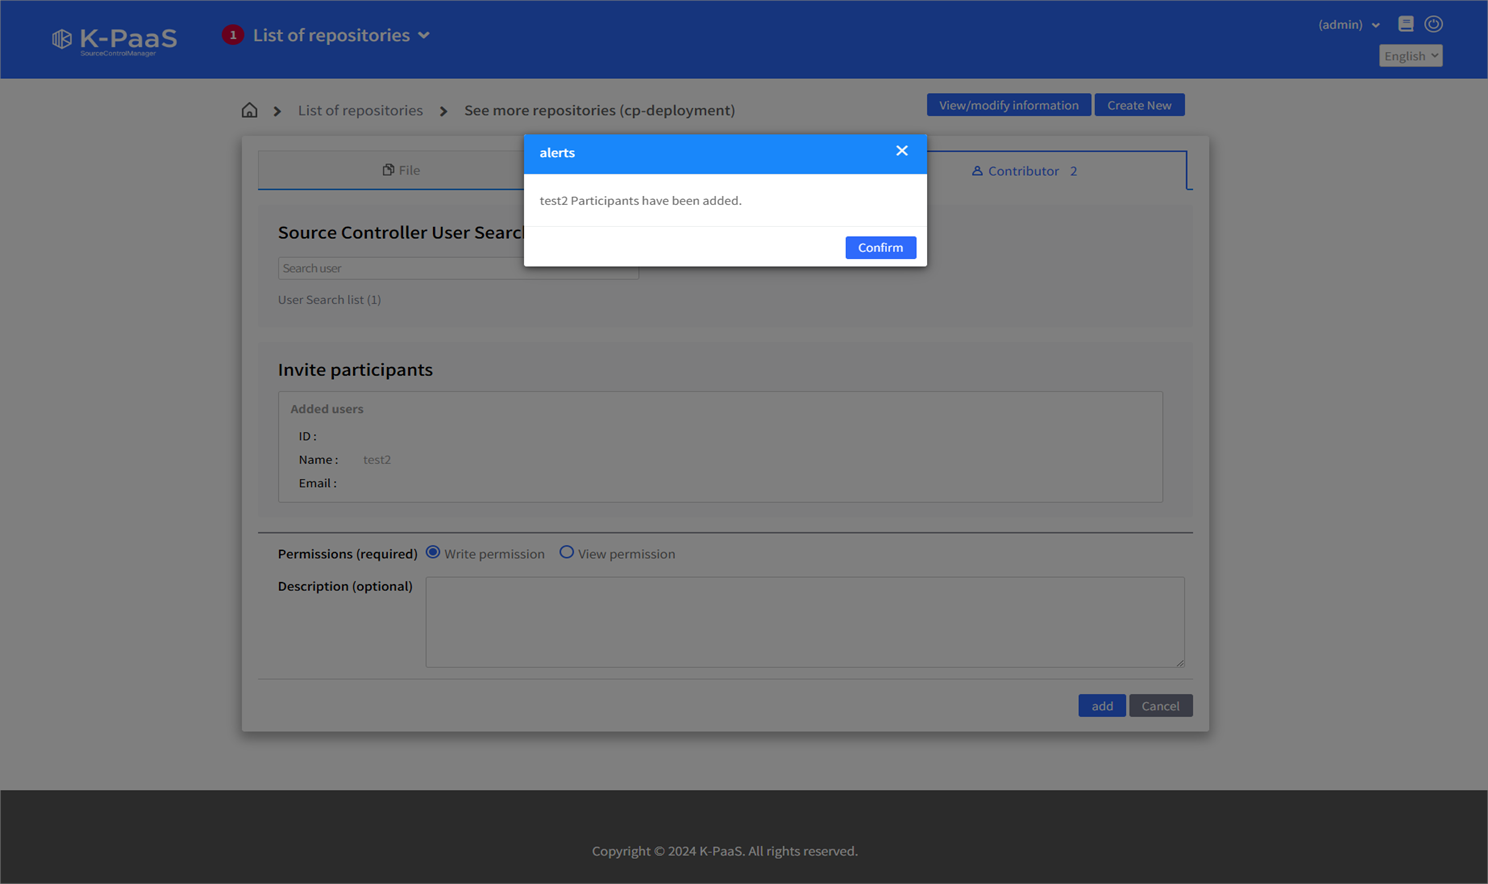 K-PaaS
SourceControlManager
1
List of repositories
(admin)
English
List of repositories
See more repositories (cp-deployment)
View/modify information
Create New
alerts
test2 Participants have been added.
Confirm
File
Contributor 2
Source Controller User Searc
Search user
User Search list (1)
Invite participants
Added users
ID :
Name : test2
Email :
Permissions (required) Write permission View permission
Description (optional)
add
Cancel
Copyright © 2024 K-PaaS. All rights reserved.